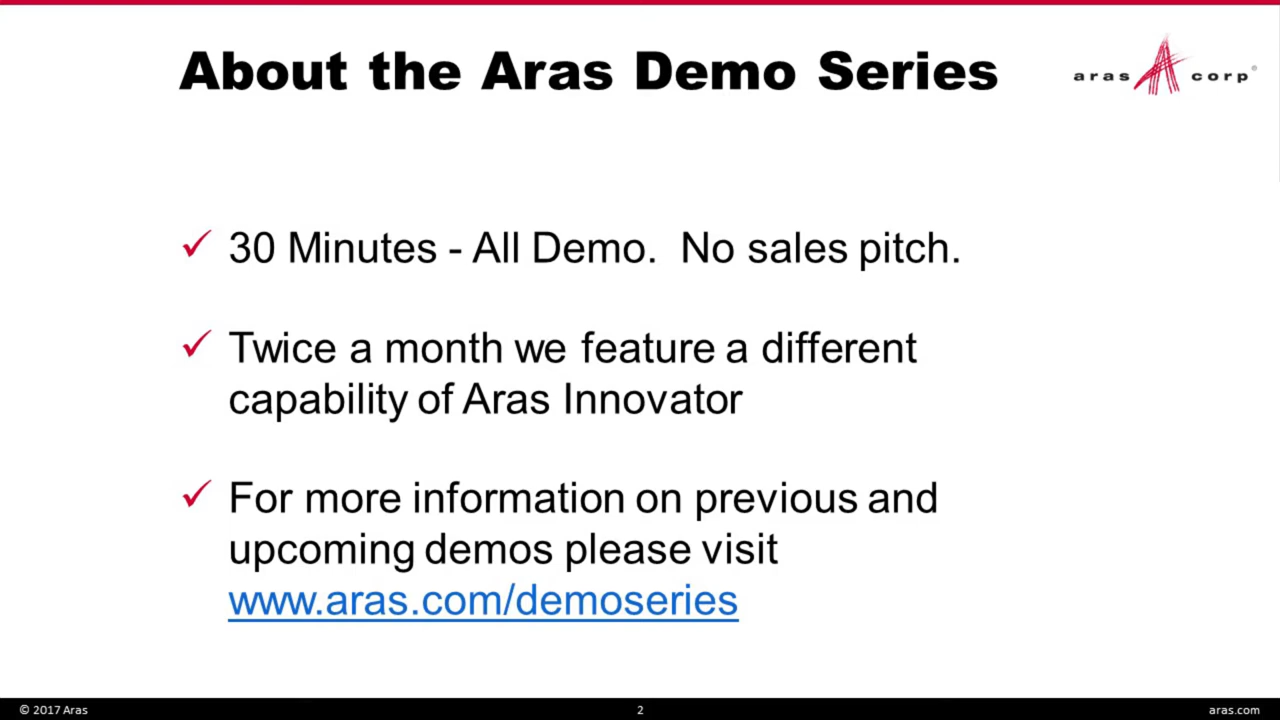 About the Aras Demo Series
aras corp®
30 Minutes - All Demo. No sales pitch.
Twice a month we feature a different
capability of Aras Innovator
For more information on previous and
upcoming demos please visit
www.aras.com/demoseries
© 2017 Aras
2
aras.com